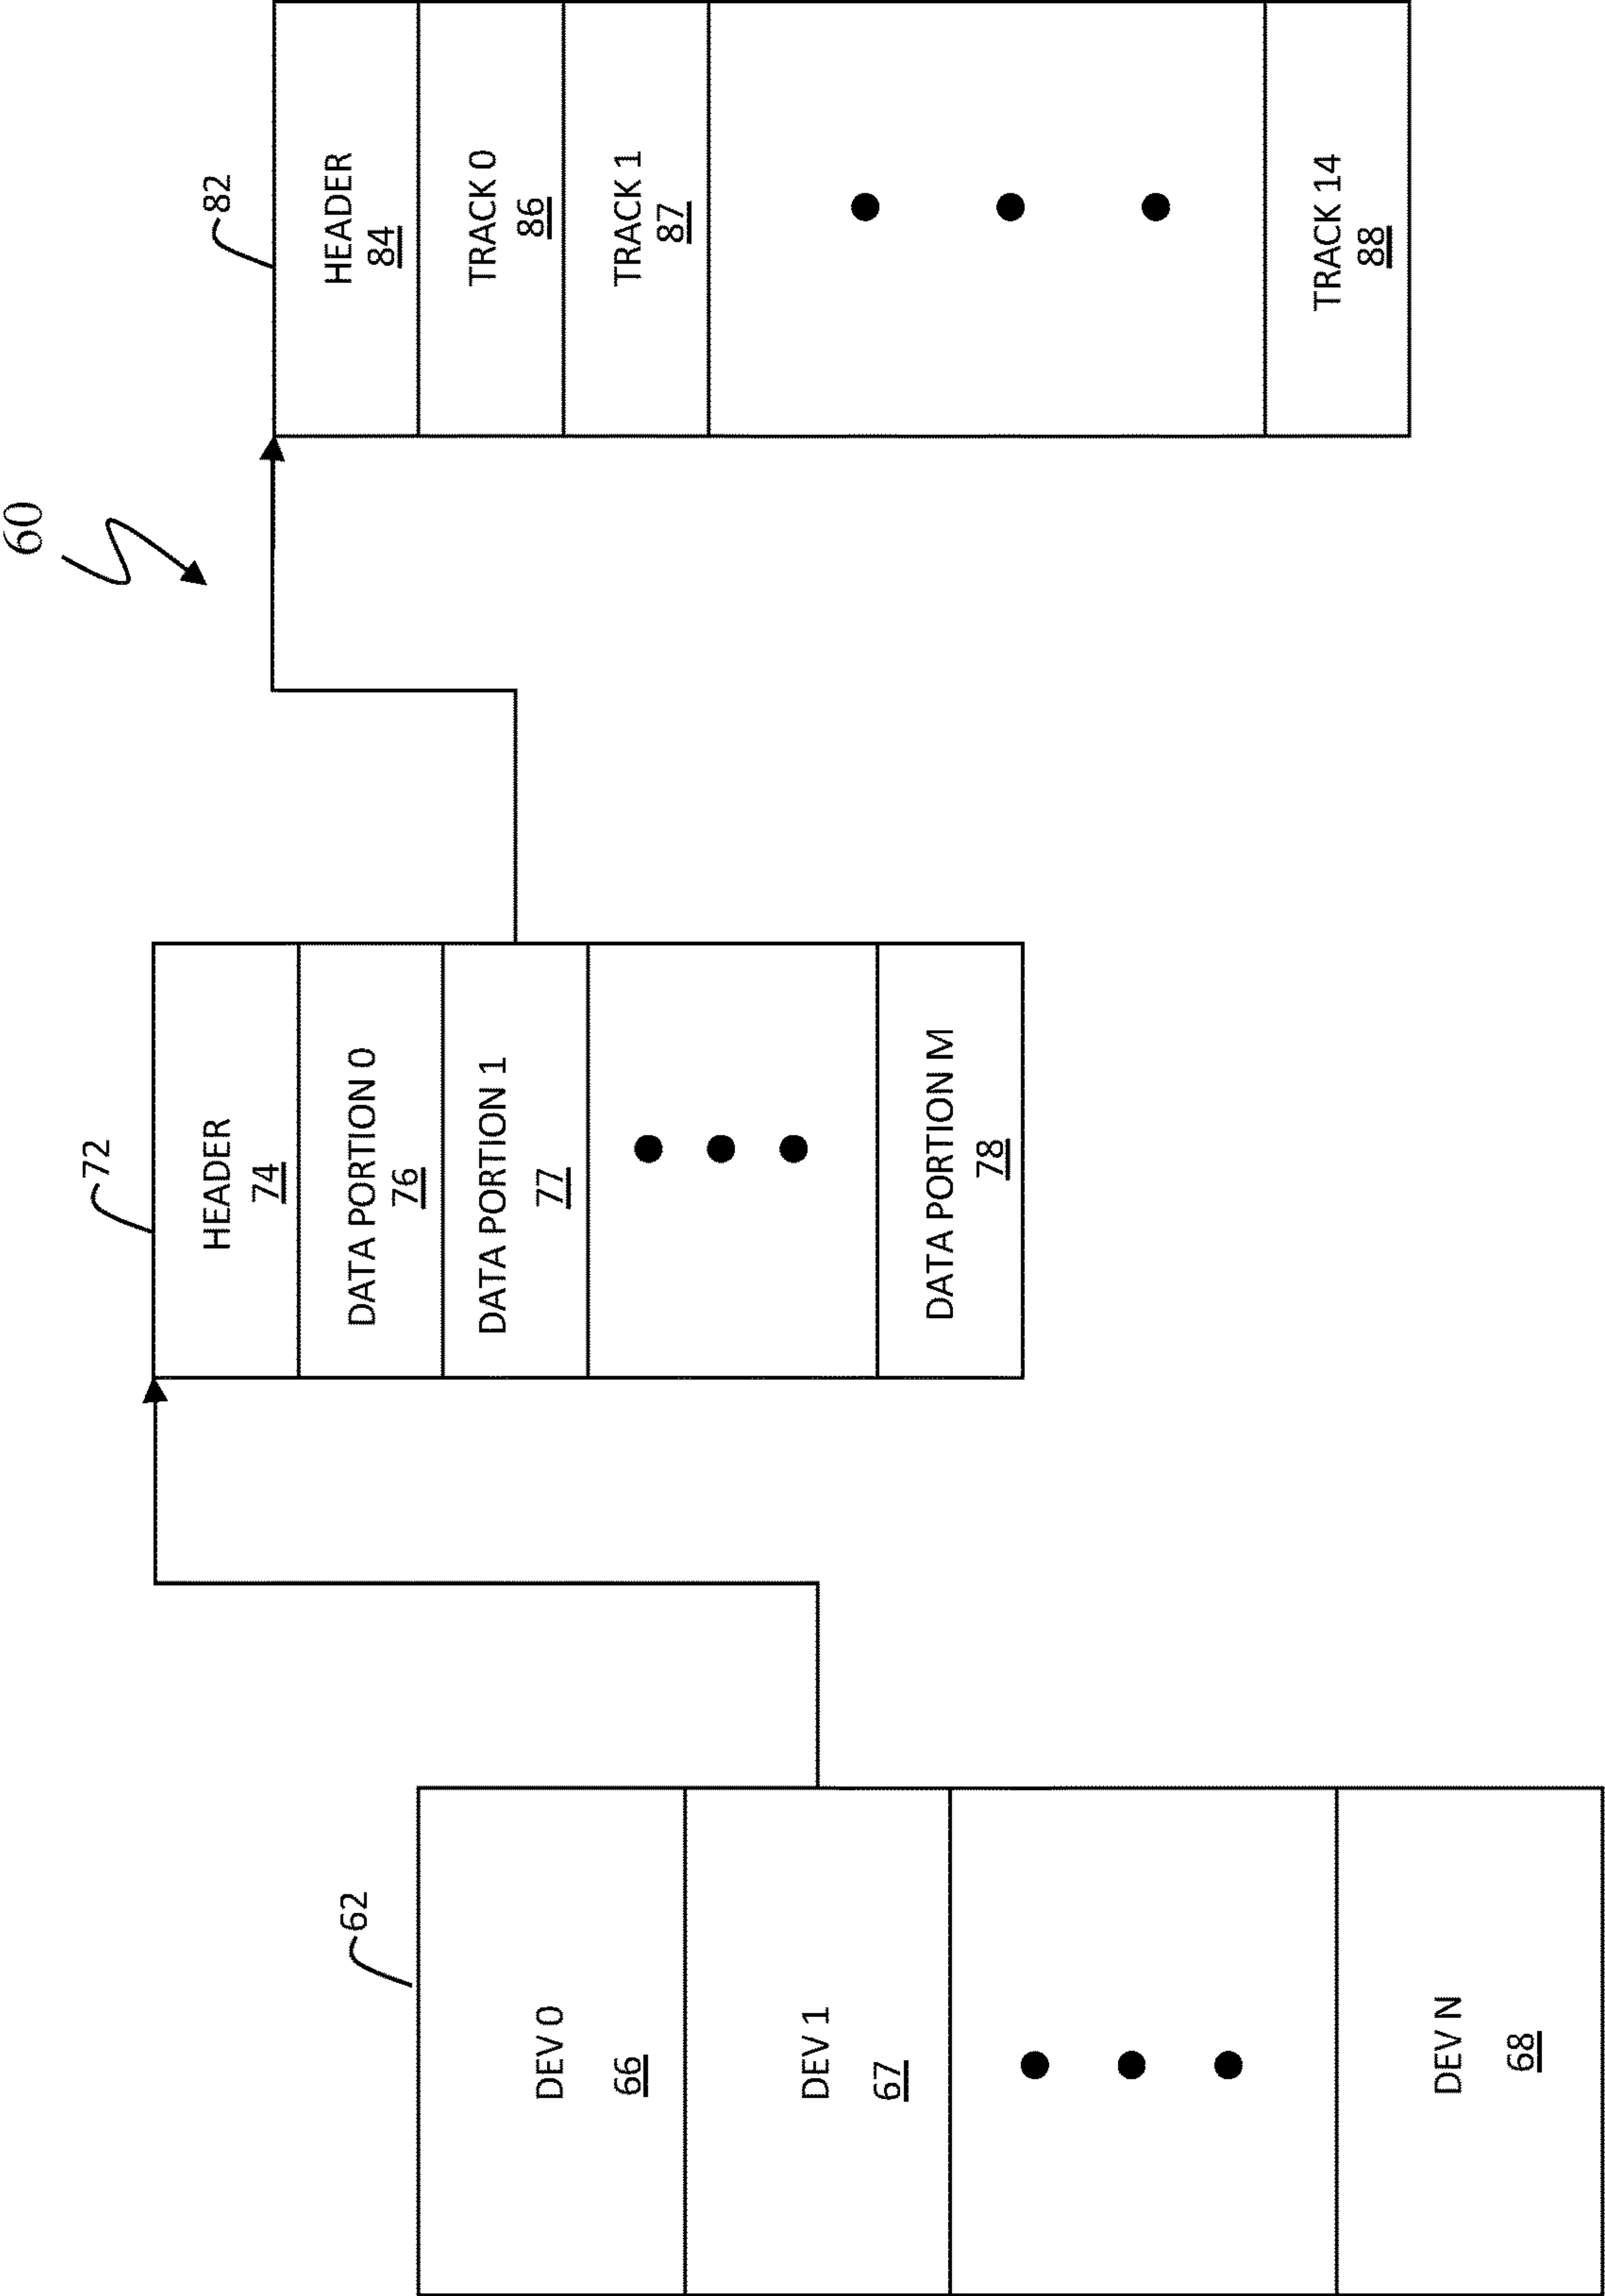 60
62
DEV 0
66
DEV 1
67
DEV N
68
72
HEADER
74
DATA PORTION 0
76
DATA PORTION 1
77
DATA PORTION M
78
82
HEADER
84
TRACK 0
86
TRACK 1
87
TRACK 14
88